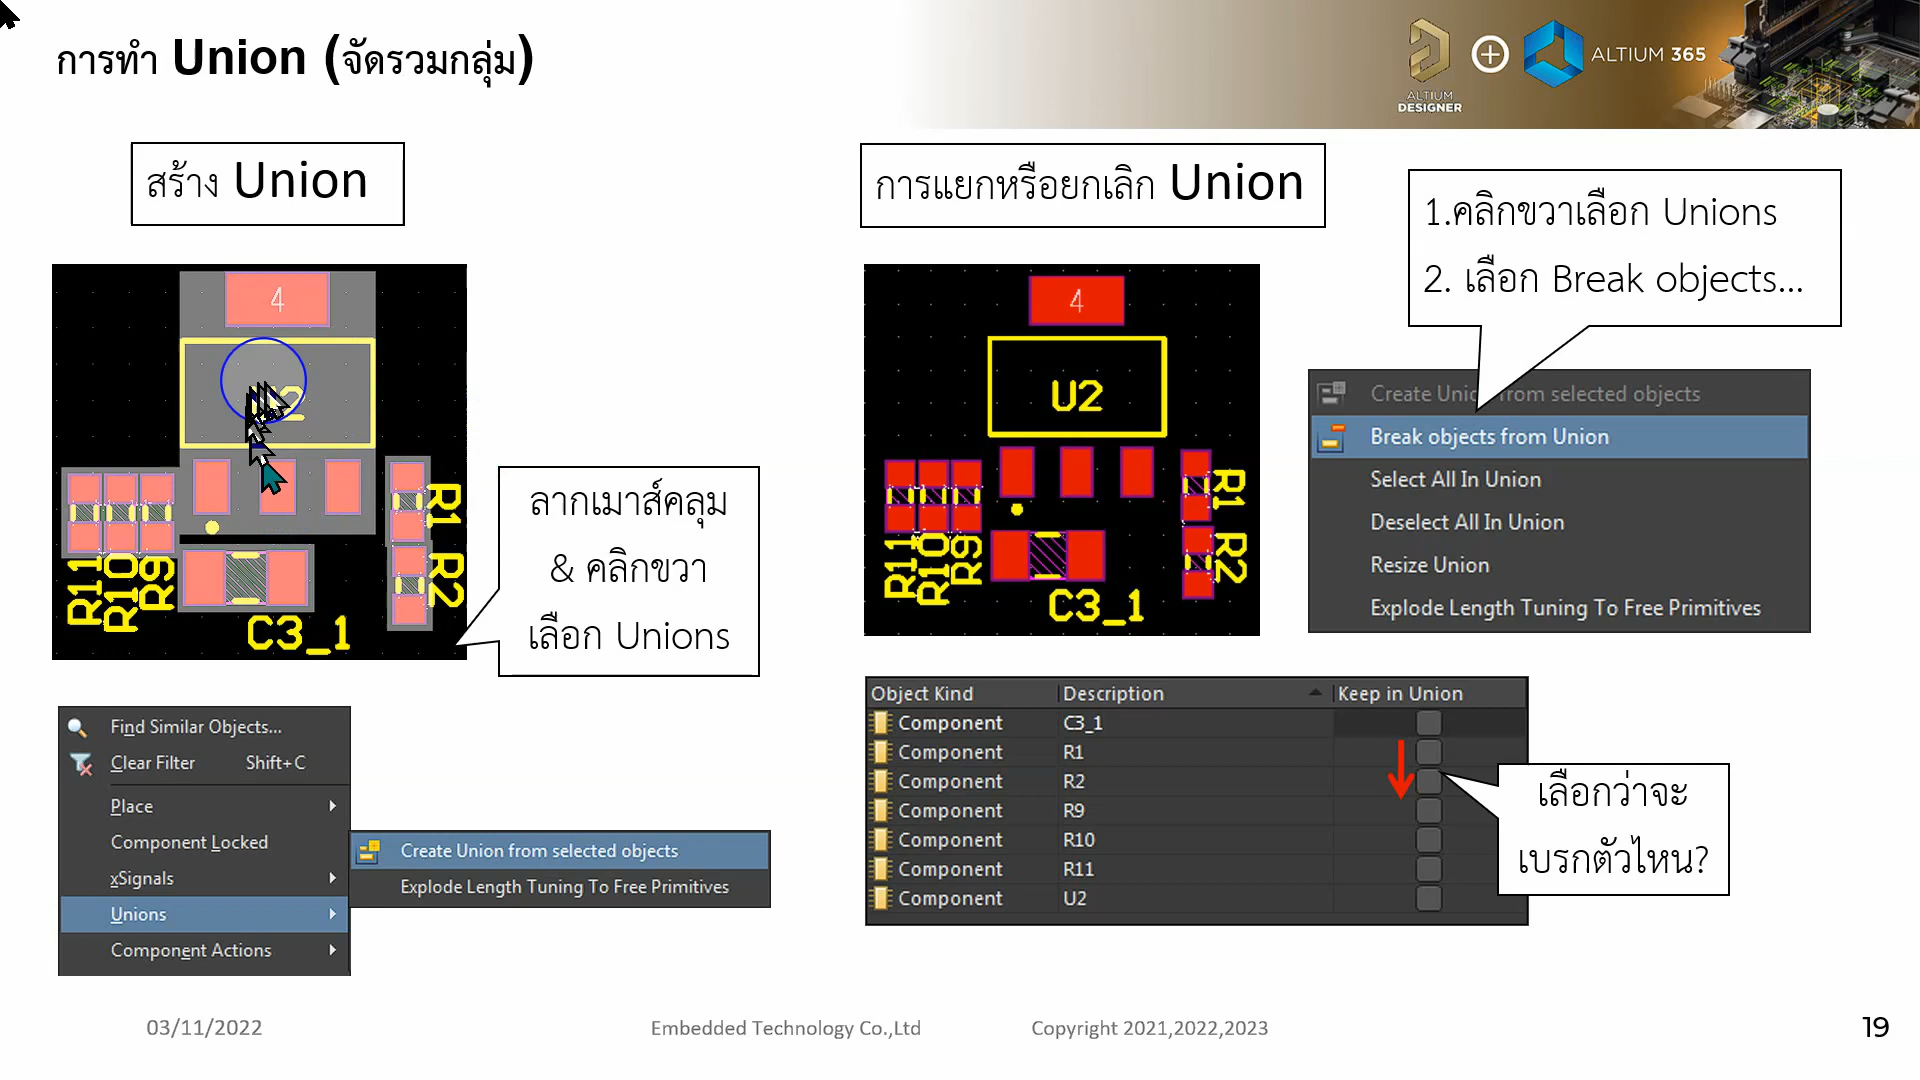 การทำ Union (จัดรวมกลุ่ม)
ALTIUM
DESIGNER
ALTIUM 365
สร้าง Union
4
U2
R11
R10
R9
C3_1
R1
R2
ลากเมาส์คลุม
& คลิกขวา
เลือก Unions
Find Similar Objects...
Clear Filter Shift+C
Place
Component Locked
xSignals
Unions
Component Actions
Create Union from selected objects
Explode Length Tuning To Free Primitives
การแยกหรือยกเลิก Union
4
U2
R11
R10
R9
C3_1
R1
R2
1.คลิกขวาเลือก Unions
2. เลือก Break objects...
Create Union from selected objects
Break objects from Union
Select All In Union
Deselect All In Union
Resize Union
Explode Length Tuning To Free Primitives
Object Kind Description Keep in Union
Component C3_1
Component R1
Component R2
Component R9
Component R10
Component R11
Component U2
เลือกว่าจะ
เบรกตัวไหน?
03/11/2022
Embedded Technology Co.,Ltd
Copyright 2021,2022,2023
19